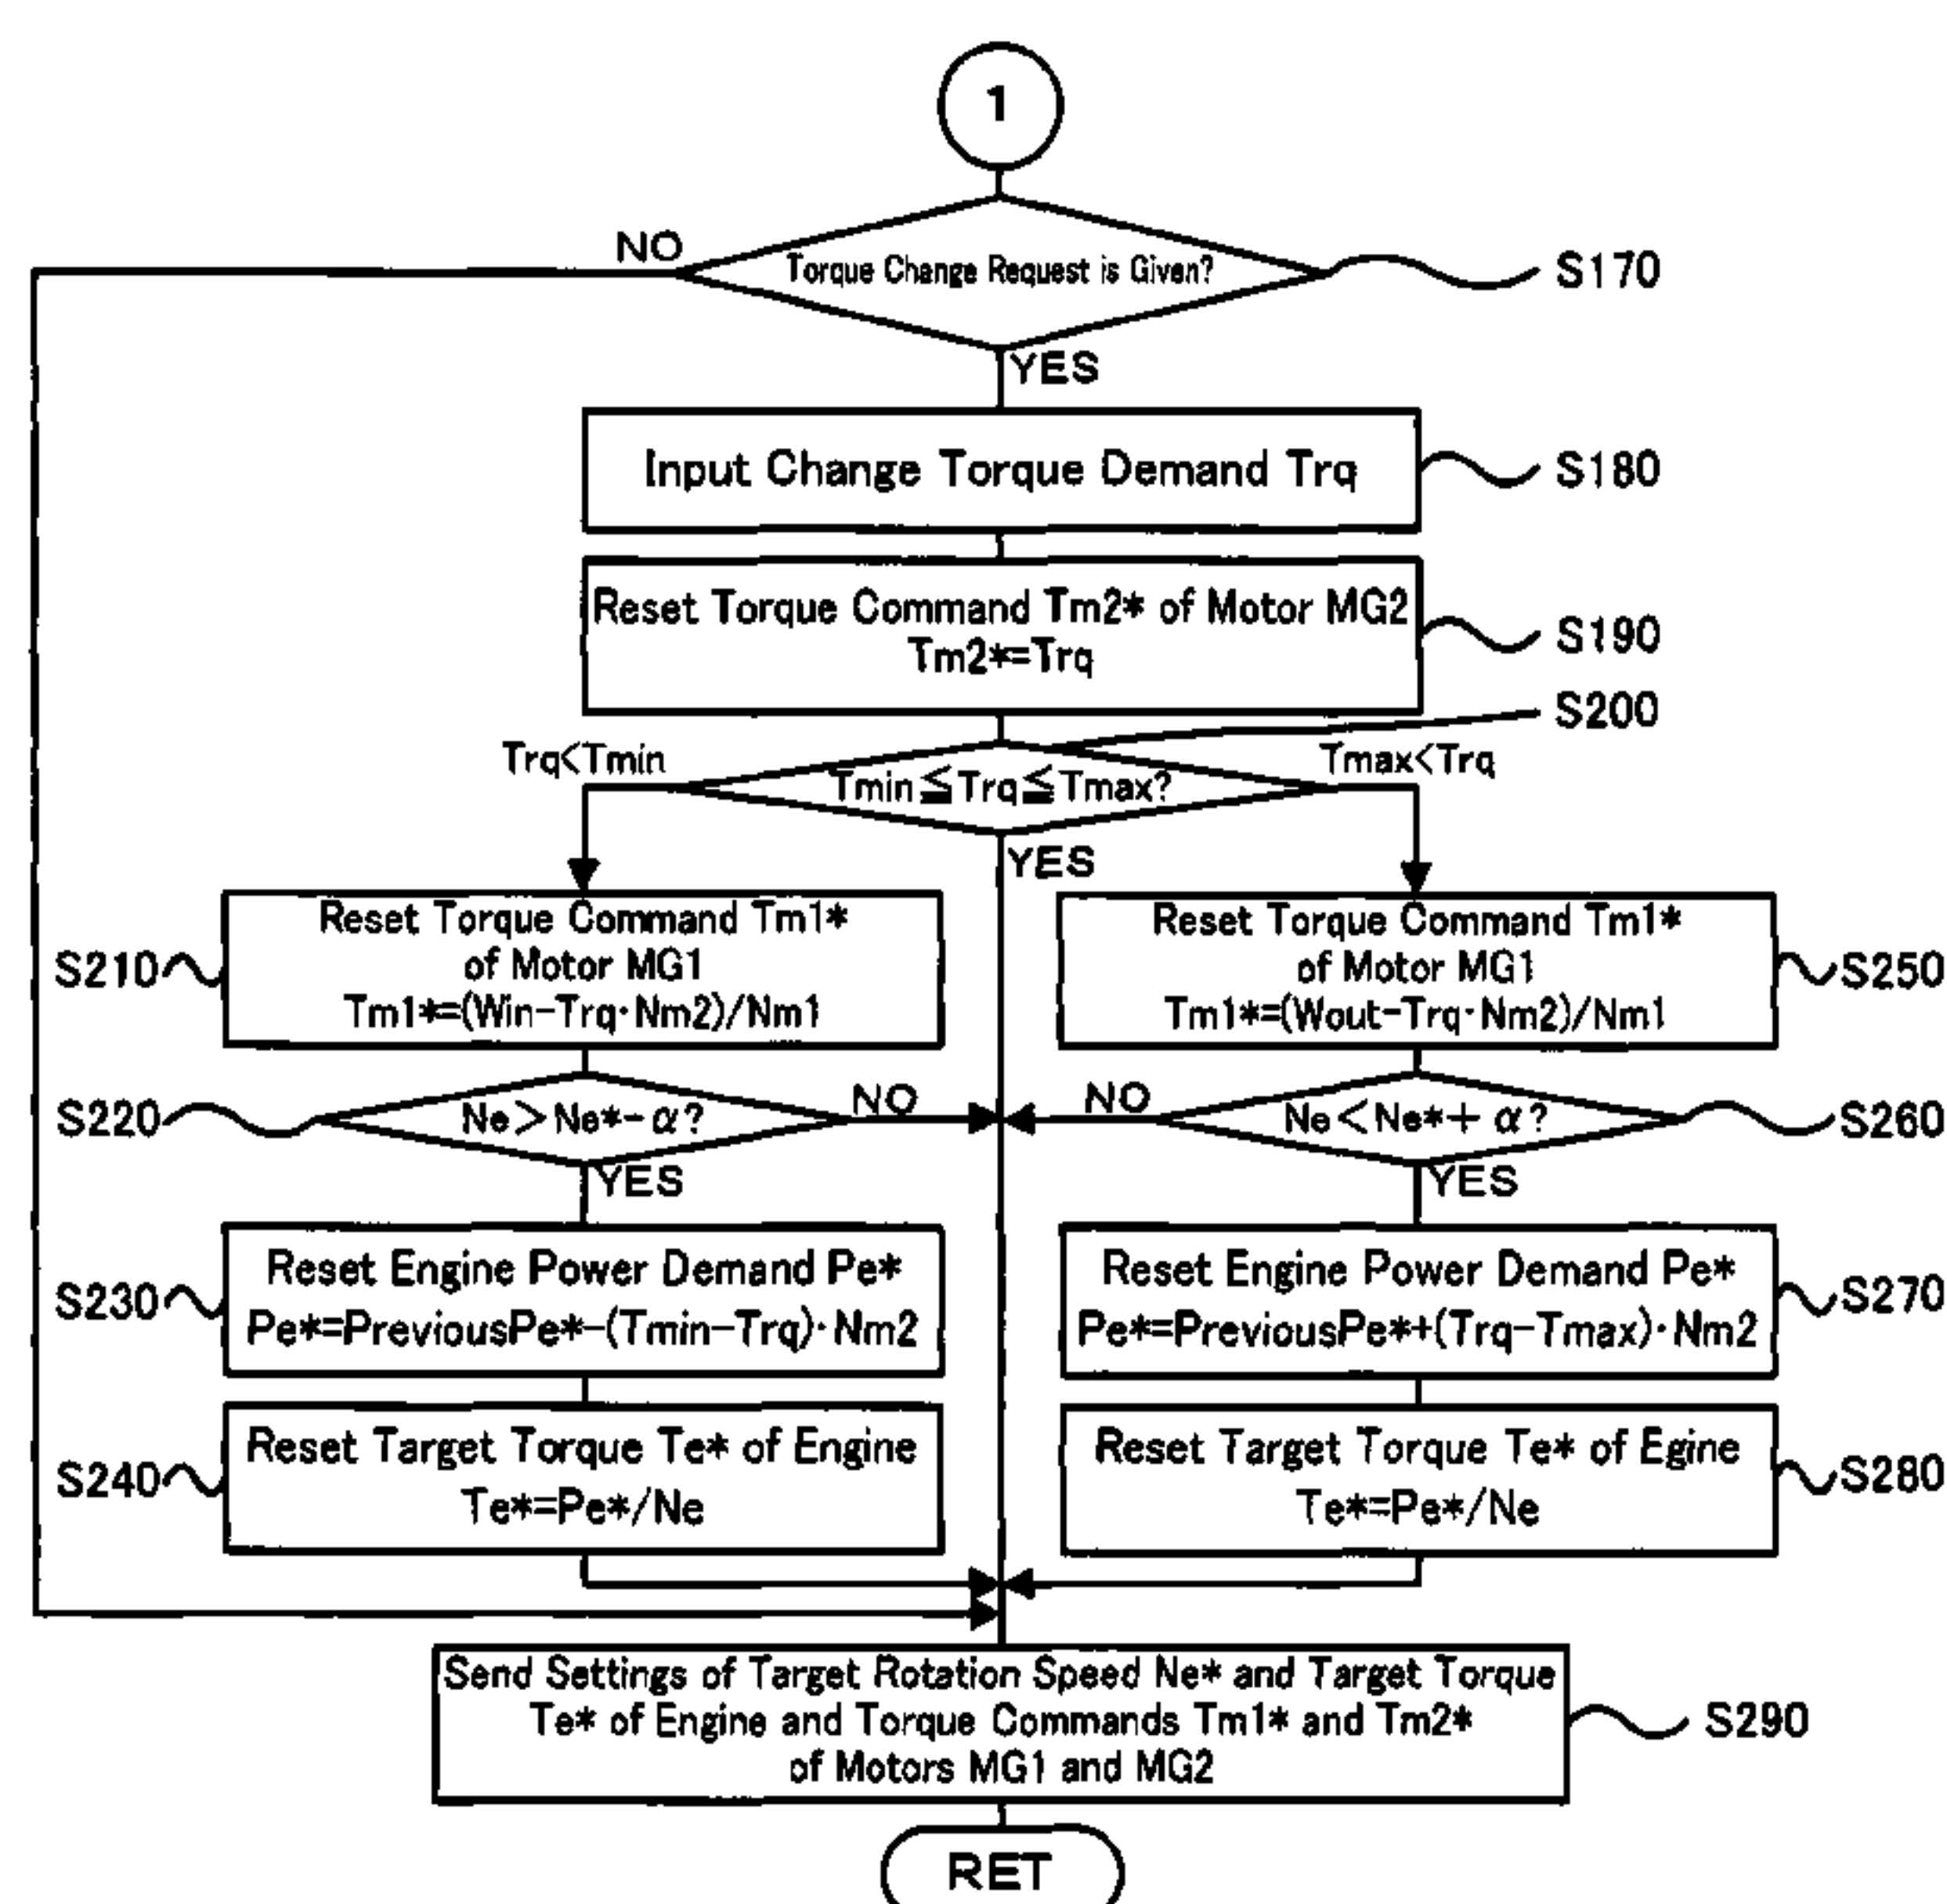 1
NO
Torque Change Request is Given?
S170
YES
Input Change Torque Demand Trq
S180
Reset Torque Command Tm2* of Motor MG2
Tm2*=Trq
S190
S200
Trq<Tmin
Tmin≦Trq≦Tmax?
Tmax<Trq
YES
Reset Torque Command Tm1*
of Motor MG1
Tm1*=(Win-Trq·Nm2)/Nm1
S210
Reset Torque Command Tm1*
of Motor MG1
Tm1*=(Wout-Trq·Nm2)/Nm1
S250
S220
Ne>Ne*-α?
NO
NO
Ne<Ne*+α?
S260
YES
YES
S230
Reset Engine Power Demand Pe*
Pe*=PreviousPe*-(Tmin-Trq)·Nm2
Reset Engine Power Demand Pe*
Pe*=PreviousPe*+(Trq-Tmax)·Nm2
S270
S240
Reset Target Torque Te* of Engine
Te*=Pe*/Ne
Reset Target Torque Te* of Egine
Te*=Pe*/Ne
S280
Send Settings of Target Rotation Speed Ne* and Target Torque
Te* of Engine and Torque Commands Tm1* and Tm2*
of Motors MG1 and MG2
S290
RET